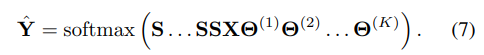 Ŷ = softmax ( S . . . SSXΘ⁽¹⁾Θ⁽²⁾ . . . Θ⁽ᴷ⁾ ) . (7)